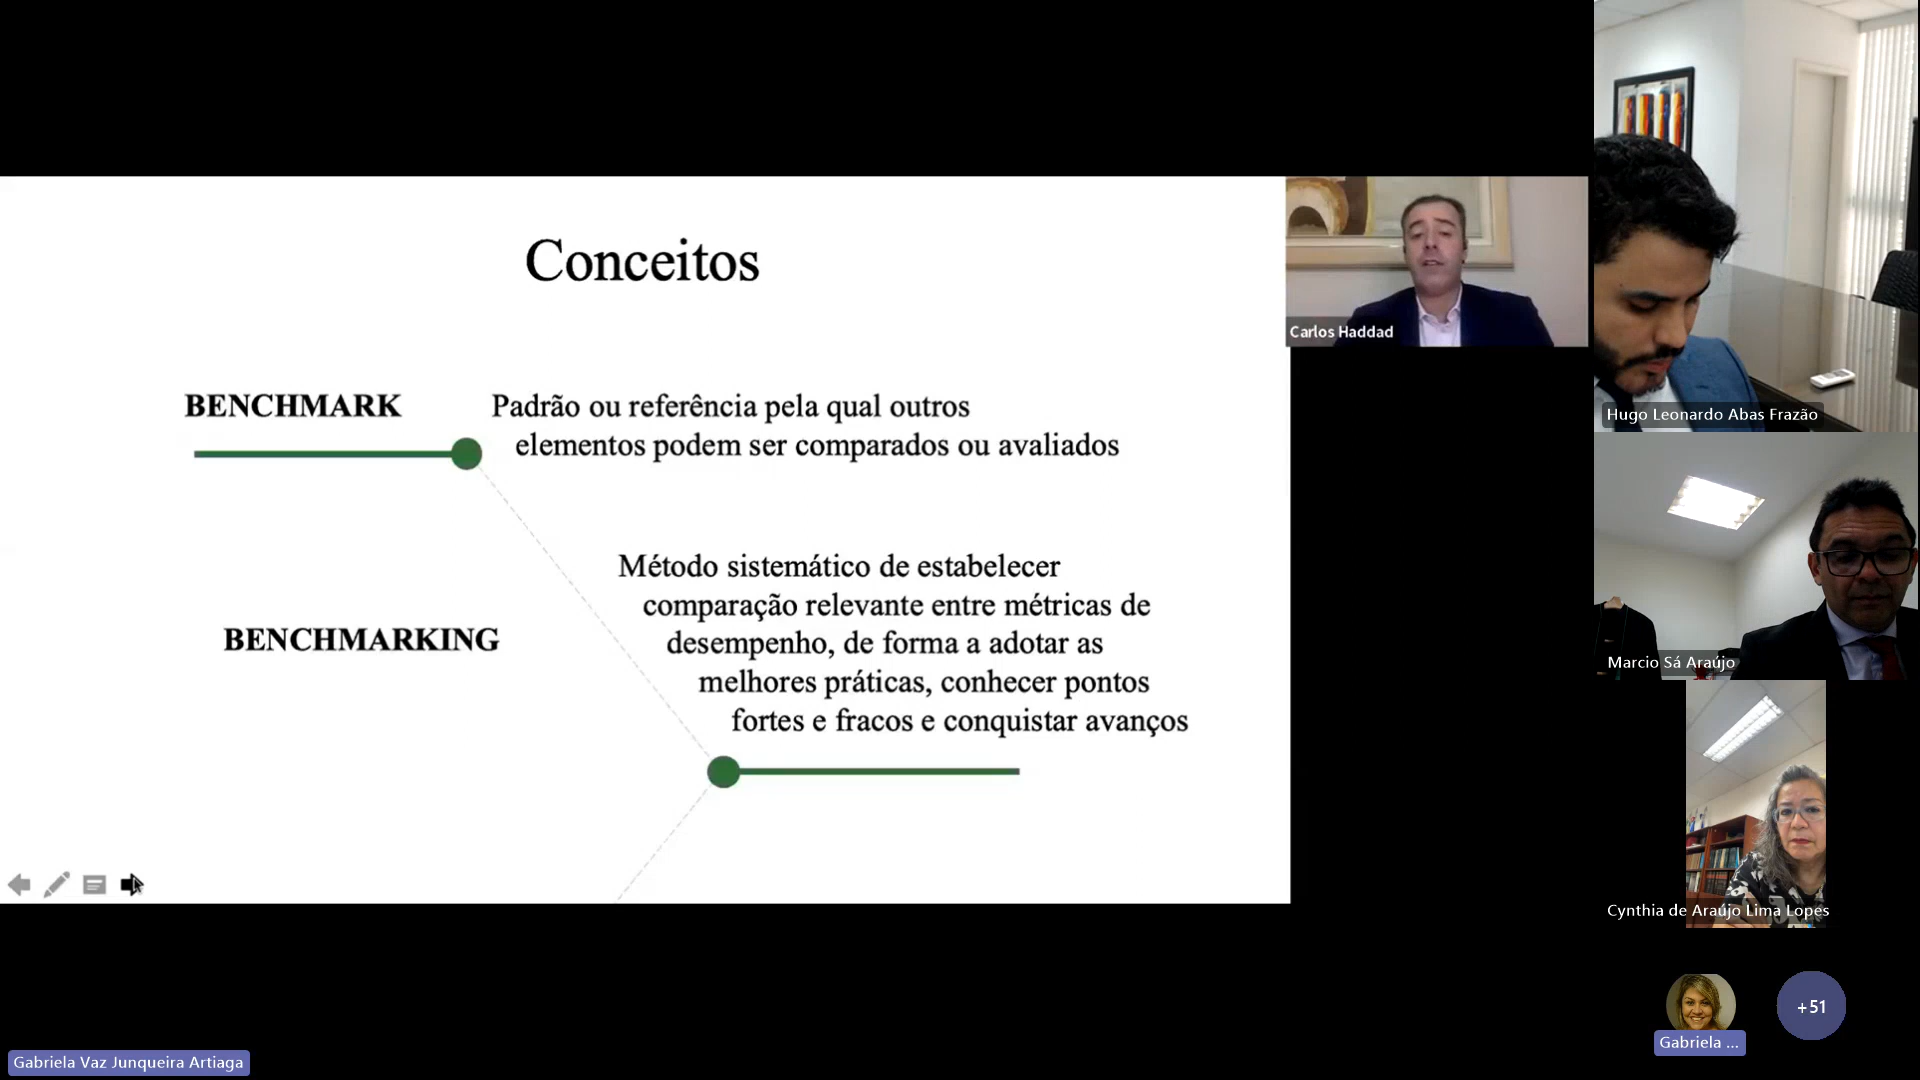 Conceitos
BENCHMARK
Padrão ou referência pela qual outros
elementos podem ser comparados ou avaliados
BENCHMARKING
Método sistemático de estabelecer
comparação relevante entre métricas de
desempenho, de forma a adotar as
melhores práticas, conhecer pontos
fortes e fracos e conquistar avanços
Carlos Haddad
Hugo Leonardo Abas Frazão
Marcio Sá Araújo
Cynthia de Araújo Lima Lopes
Gabriela ...
+51
Gabriela Vaz Junqueira Artiaga